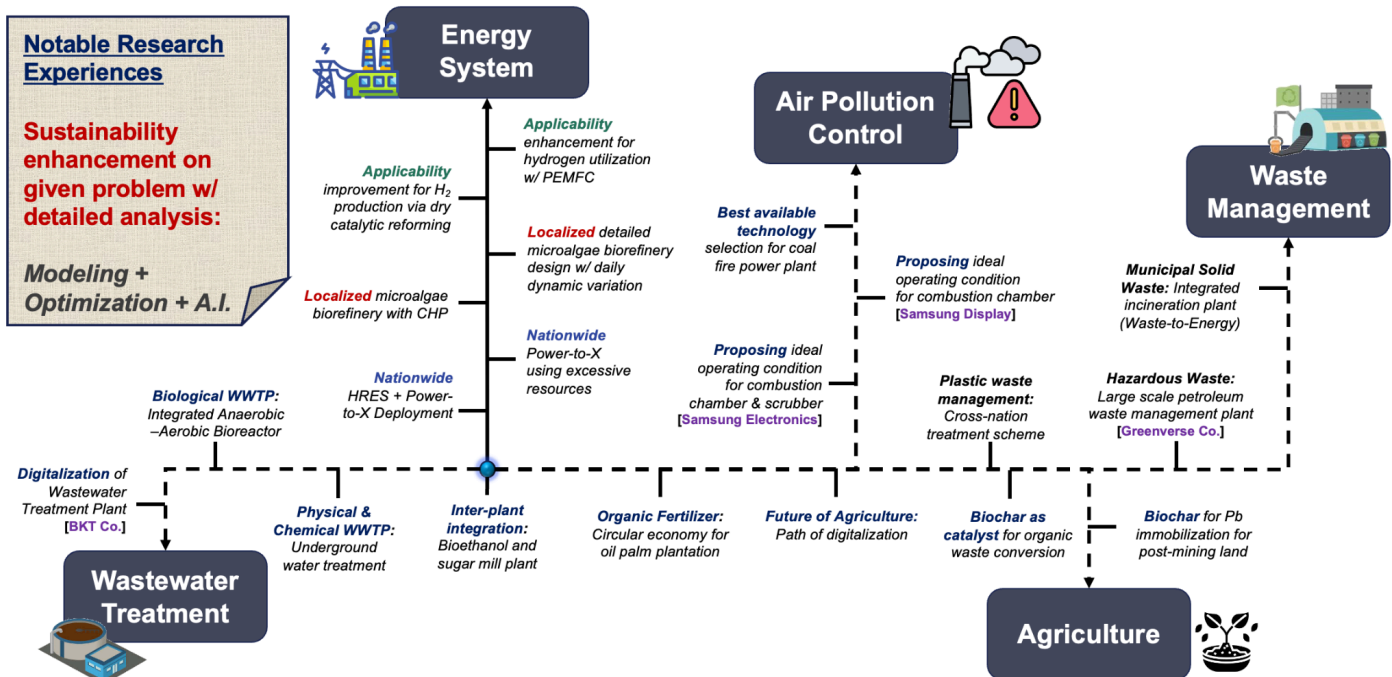 Notable Research
Experiences
Sustainability
enhancement on
given problem w/
detailed analysis:
Modeling +
Optimization + A.I.
Energy
System
Applicability
enhancement for
hydrogen utilization
w/ PEMFC
Applicability
improvement for H₂
production via dry
catalytic reforming
Localized detailed
microalgae biorefinery
design w/ daily
dynamic variation
Localized microalgae
biorefinery with CHP
Nationwide
Power-to-X
using excessive
resources
Nationwide
HRES + Power-
to-X Deployment
Air Pollution
Control
Best available
technology
selection for coal
fire power plant
Proposing ideal
operating condition
for combustion chamber
[Samsung Display]
Proposing ideal
operating condition
for combustion
chamber & scrubber
[Samsung Electronics]
Waste
Management
Municipal Solid
Waste: Integrated
incineration plant
(Waste-to-Energy)
Plastic waste
management:
Cross-nation
treatment scheme
Hazardous Waste:
Large scale petroleum
waste management plant
[Greenverse Co.]
Biological WWTP:
Integrated Anaerobic
–Aerobic Bioreactor
Digitalization of
Wastewater
Treatment Plant
[BKT Co.]
Physical &
Chemical WWTP:
Underground
water treatment
Inter-plant
integration:
Bioethanol and
sugar mill plant
Organic Fertilizer:
Circular economy for
oil palm plantation
Future of Agriculture:
Path of digitalization
Biochar as
catalyst for organic
waste conversion
Biochar for Pb
immobilization for
post-mining land
Wastewater
Treatment
Agriculture